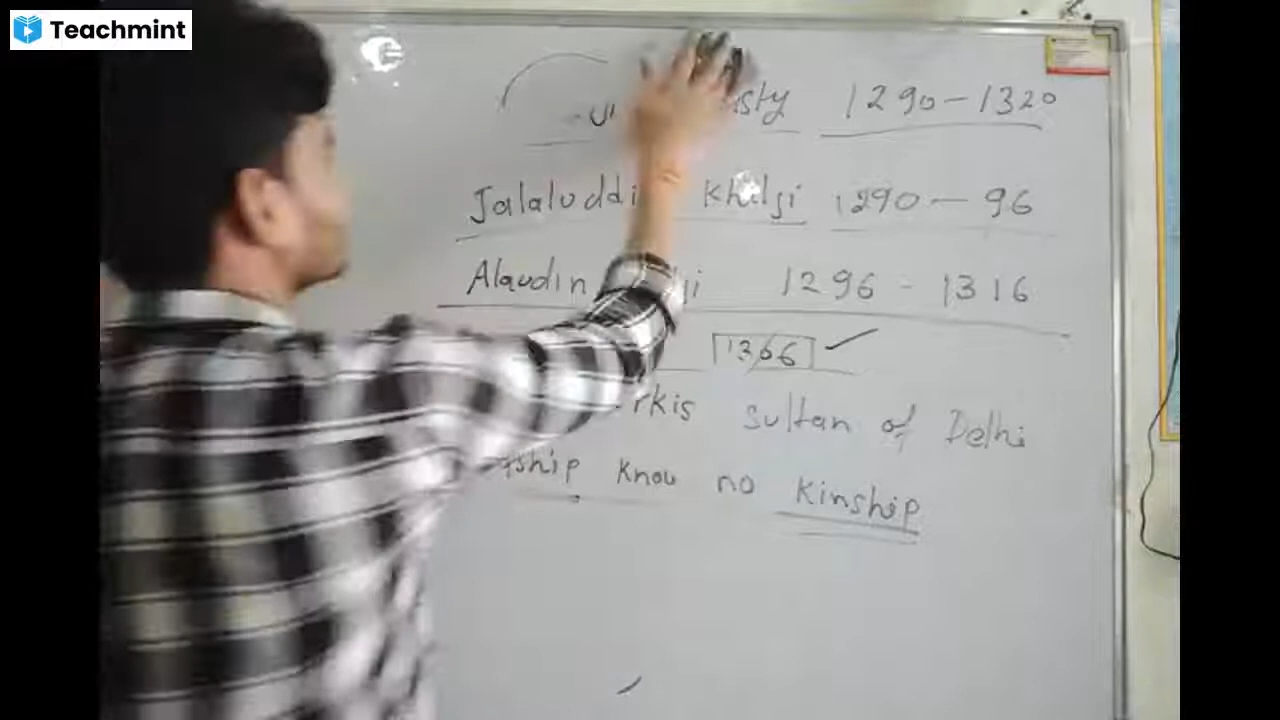 Teachmint
1290-1320
Jalaluddi Khilji 1290-96
Alaudin ji 1296-1316
1366
rkis Sultan of Delhi
ship know no kinship